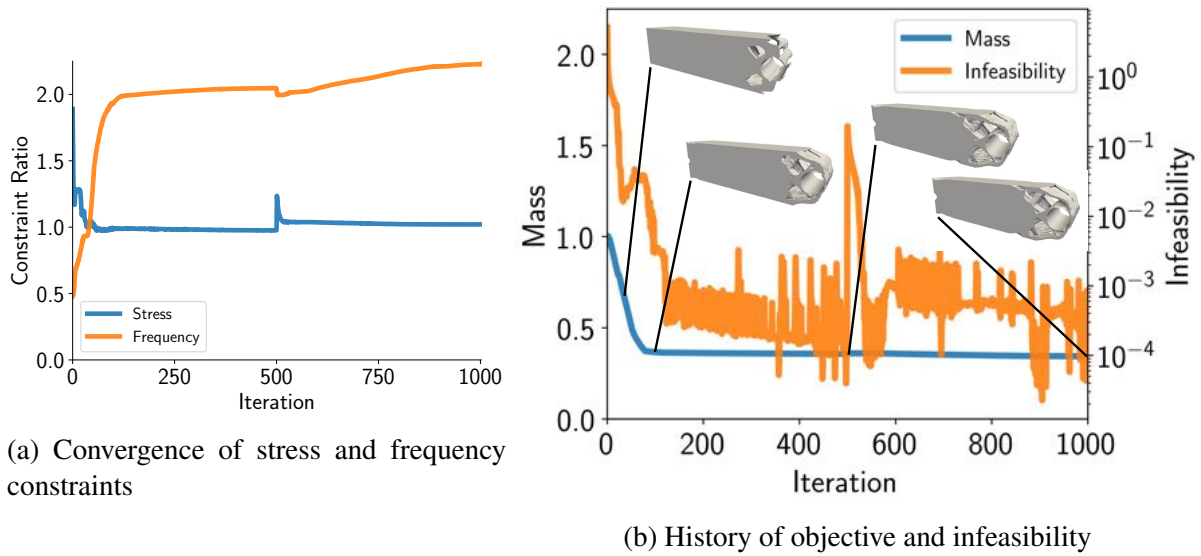 2.0
1.5
1.0
0.5
0.0
Constraint Ratio
Stress
Frequency
0 250 500 750 1000
Iteration
(a) Convergence of stress and frequency
constraints
2.0
1.5
1.0
0.5
0.0
Mass
Mass
Infeasibility
10⁰
10⁻¹
10⁻²
10⁻³
10⁻⁴
Infeasibility
0 200 400 600 800 1000
Iteration
(b) History of objective and infeasibility